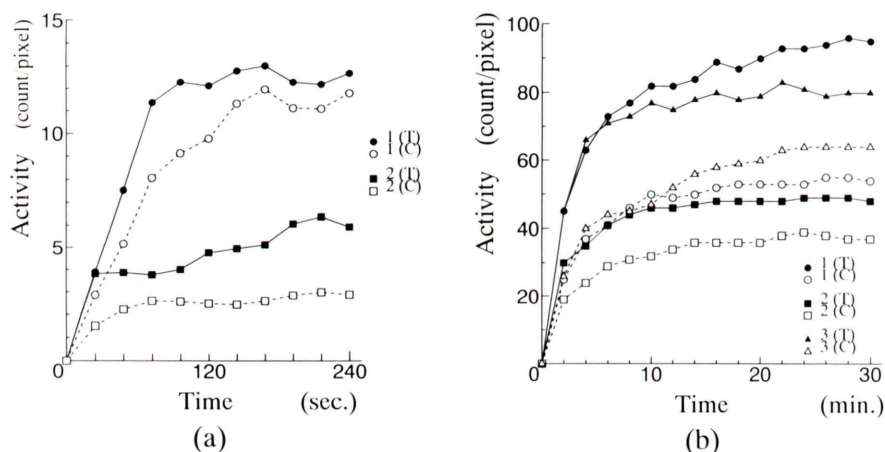 15
10
5
0
120
240
Activity (count/pixel)
Time (sec.)
1 (T)
1 (C)
2 (T)
2 (C)
(a)
100
80
60
40
20
0
10
20
30
Activity (count/pixel)
Time (min.)
1 (T)
1 (C)
2 (T)
2 (C)
3 (T)
3 (C)
(b)